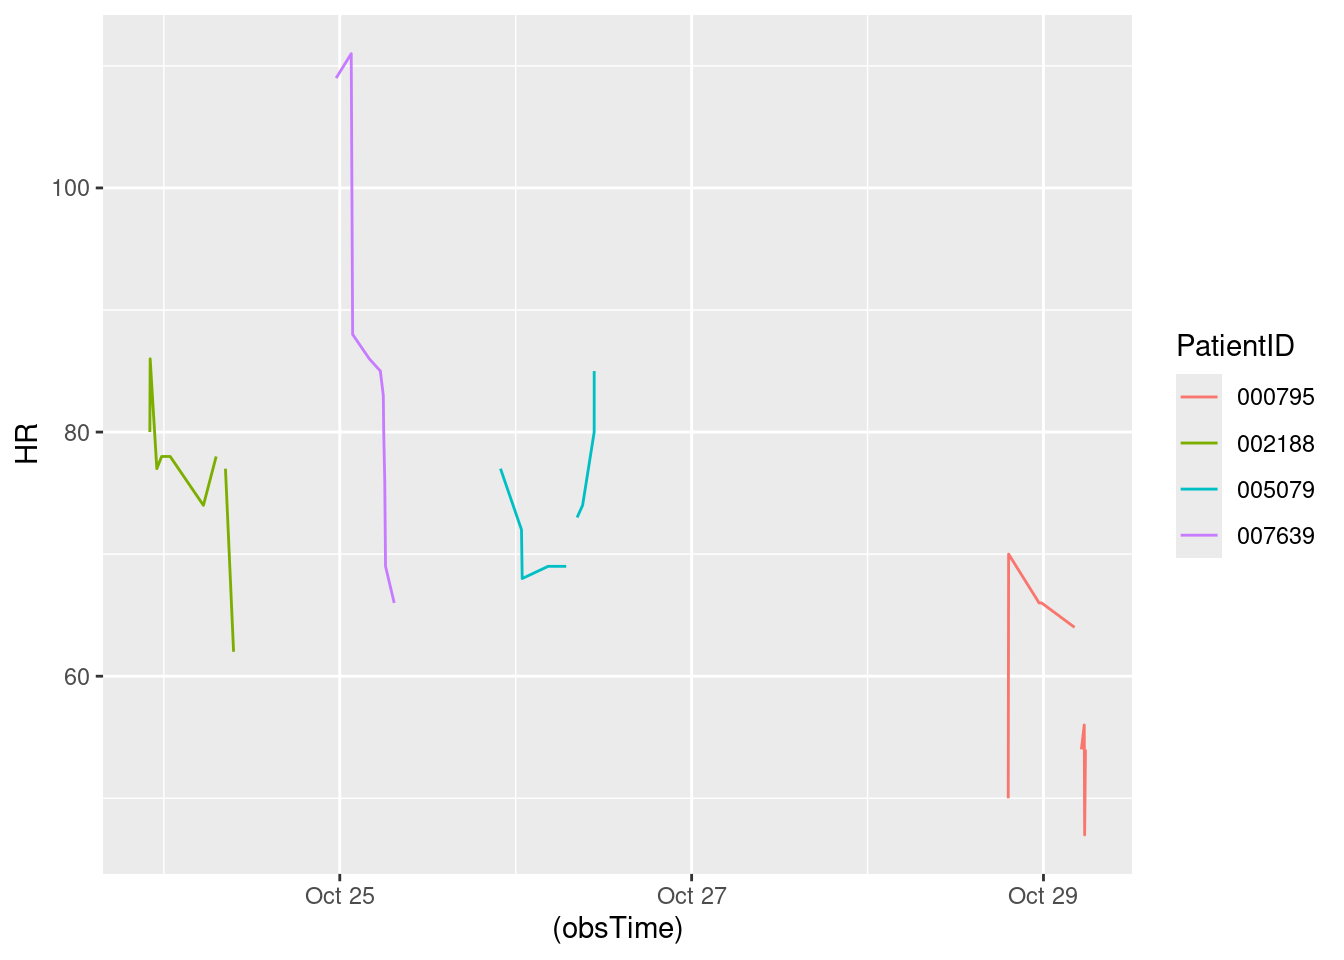 HR
100
80
60
Oct 25
Oct 27
Oct 29
(obsTime)
PatientID
000795
002188
005079
007639